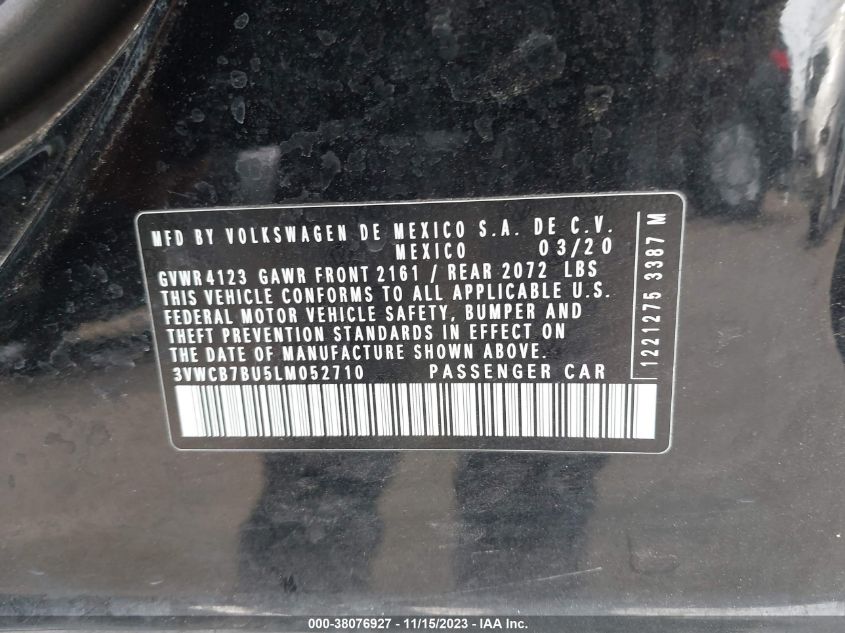 MFD BY VOLKSWAGEN DE MEXICO S.A. DE C.V.
MEXICO 03/20
GVWR 4123 GAWR FRONT 2161 / REAR 2072 LBS
THIS VEHICLE CONFORMS TO ALL APPLICABLE U.S.
FEDERAL MOTOR VEHICLE SAFETY, BUMPER AND
THEFT PREVENTION STANDARDS IN EFFECT ON
THE DATE OF MANUFACTURE SHOWN ABOVE.
3VWCB7BU5LM052710 PASSENGER CAR
1221275 3387 M
000-38076927 - 11/15/2023 - © IAA Inc.